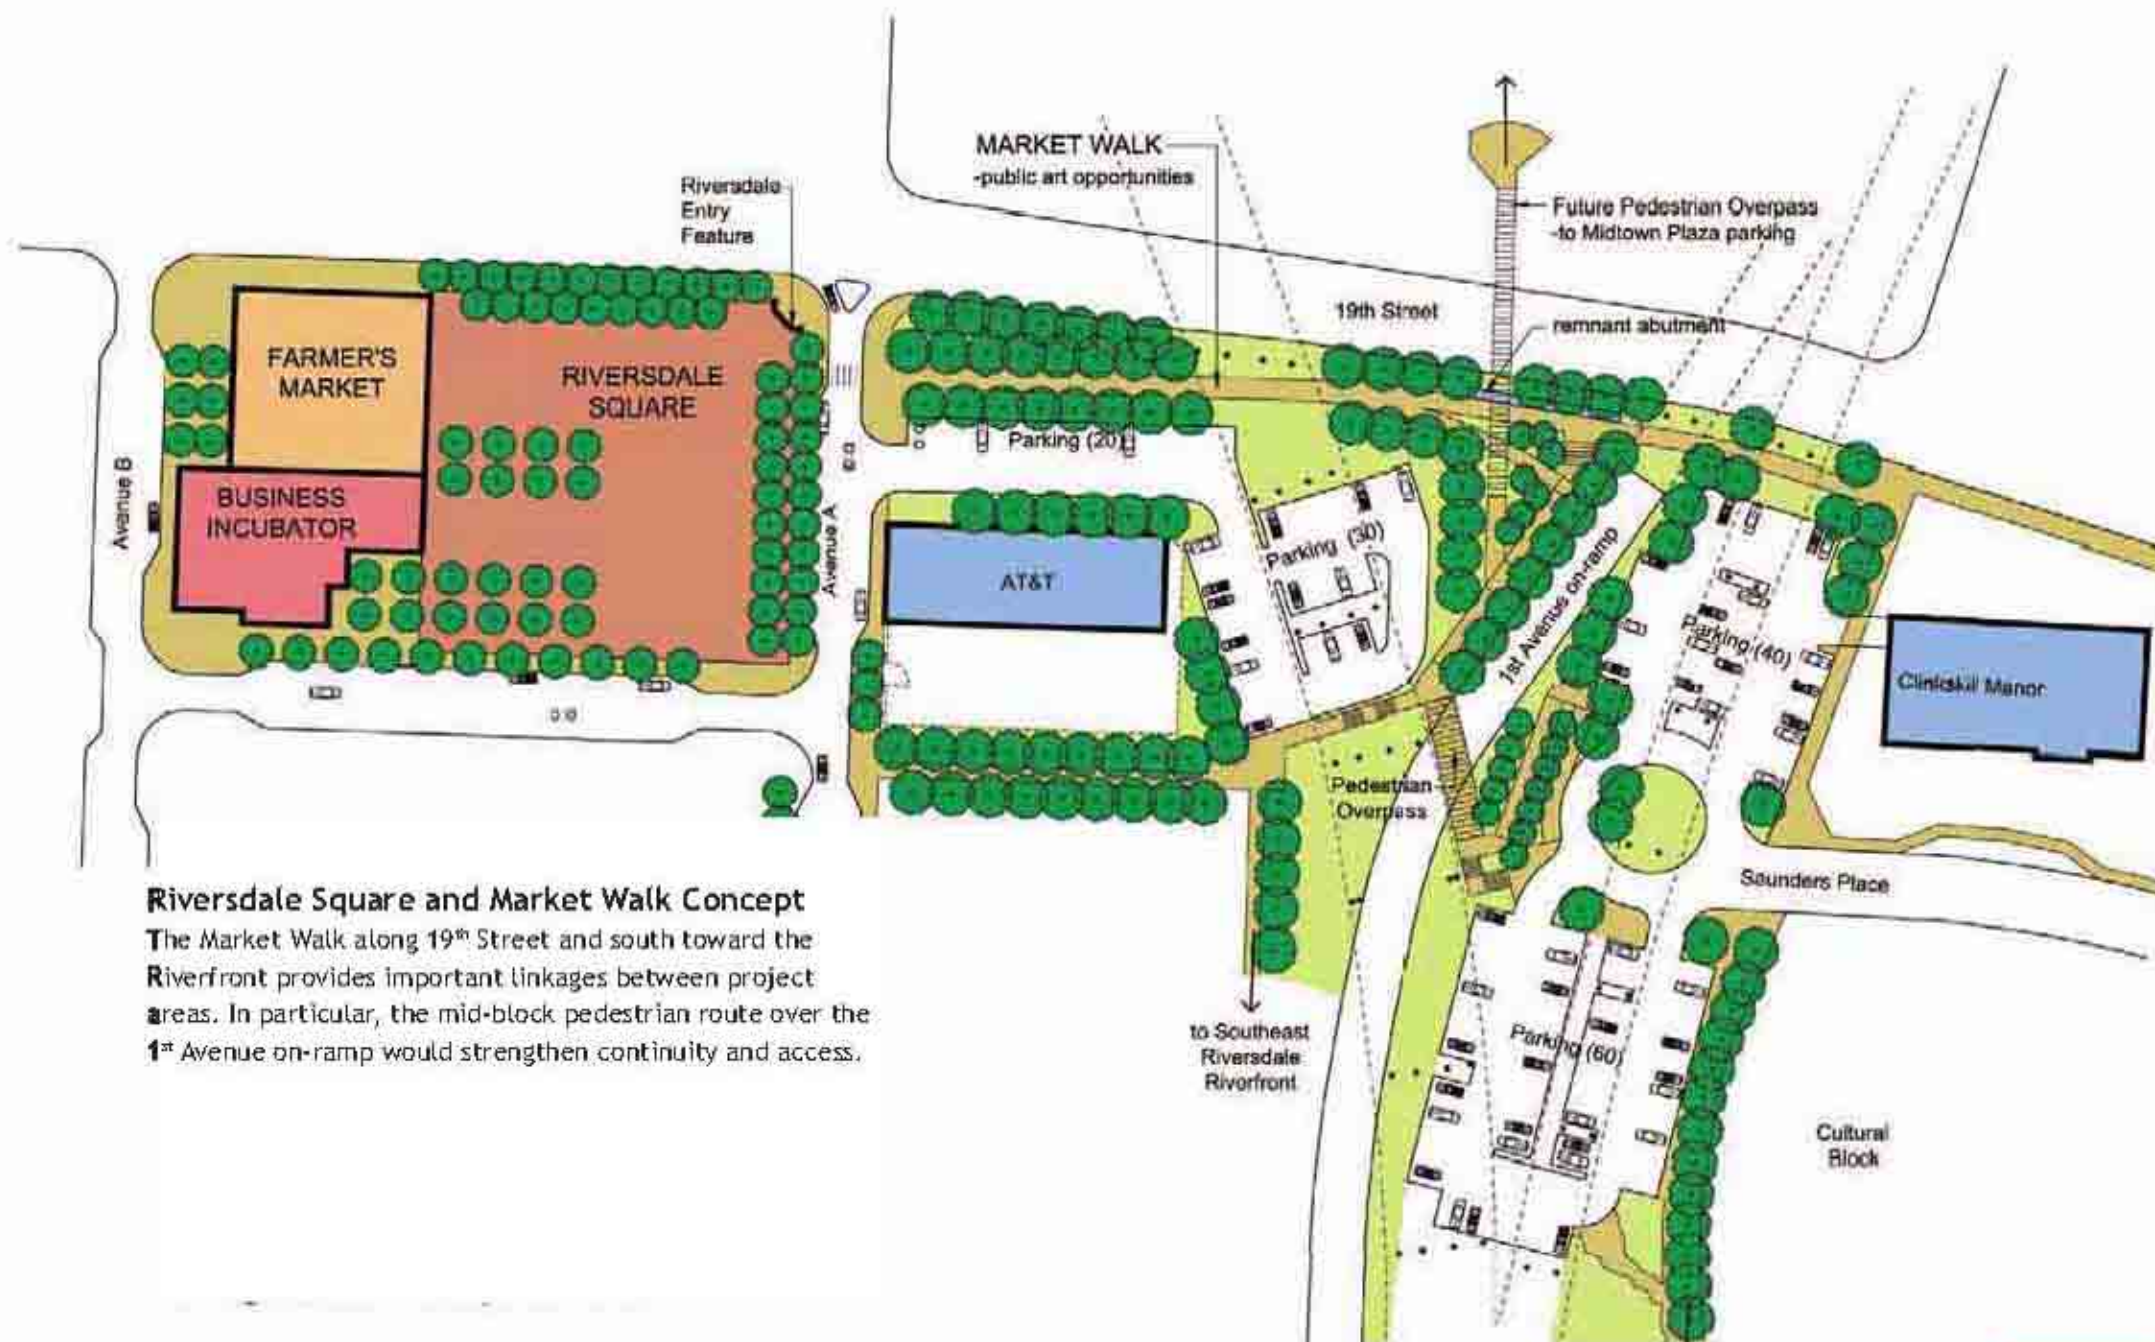 MARKET WALK
-public art opportunities
Riversdale
Entry
Feature
Future Pedestrian Overpass
-to Midtown Plaza parking
19th Street
remnant abutment
FARMER'S
MARKET
RIVERSDALE
SQUARE
Parking (20)
Avenue B
BUSINESS
INCUBATOR
Avenue A
AT&T
Parking (30)
1st Avenue on-ramp
Parking (40)
Clinkskill Manor
Pedestrian
Overpass
Saunders Place
Riversdale Square and Market Walk Concept
The Market Walk along 19th Street and south toward the
Riverfront provides important linkages between project
areas. In particular, the mid-block pedestrian route over the
1st Avenue on-ramp would strengthen continuity and access.
to Southeast
Riversdale
Riverfront
Parking (60)
Cultural
Block